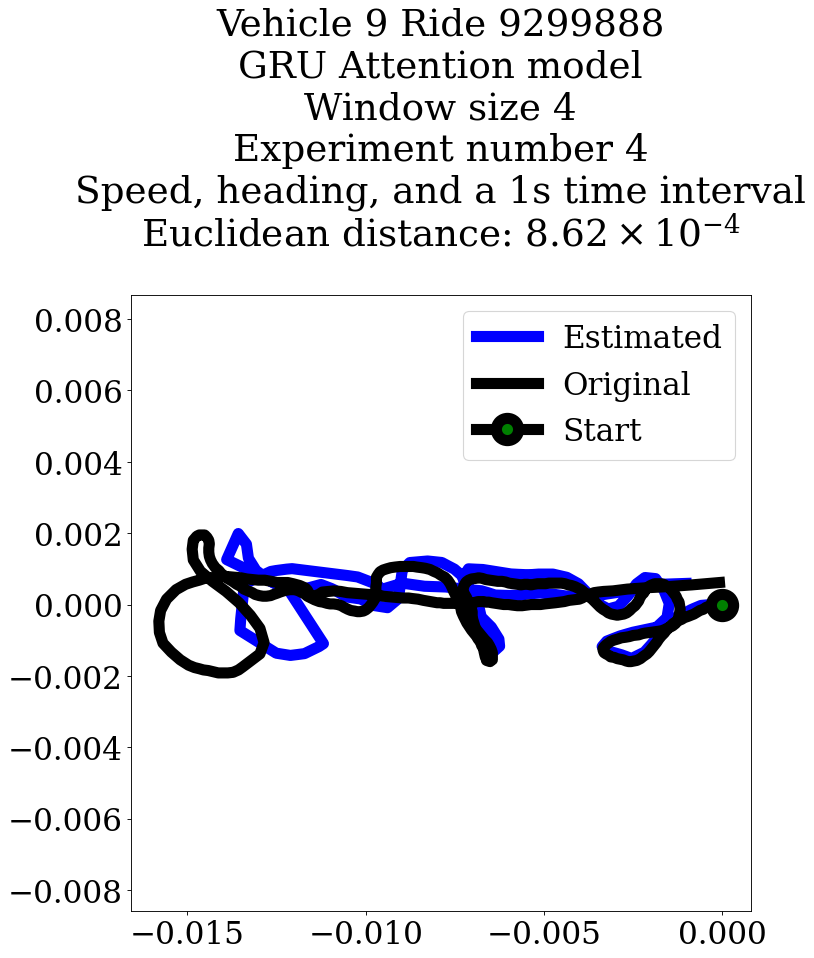 Vehicle 9 Ride 9299888
GRU Attention model
Window size 4
Experiment number 4
Speed, heading, and a 1s time interval
Euclidean distance: 8.62 × 10⁻⁴
Estimated
Original
Start
0.008
0.006
0.004
0.002
0.000
−0.002
−0.004
−0.006
−0.008
−0.015 −0.010 −0.005 0.000